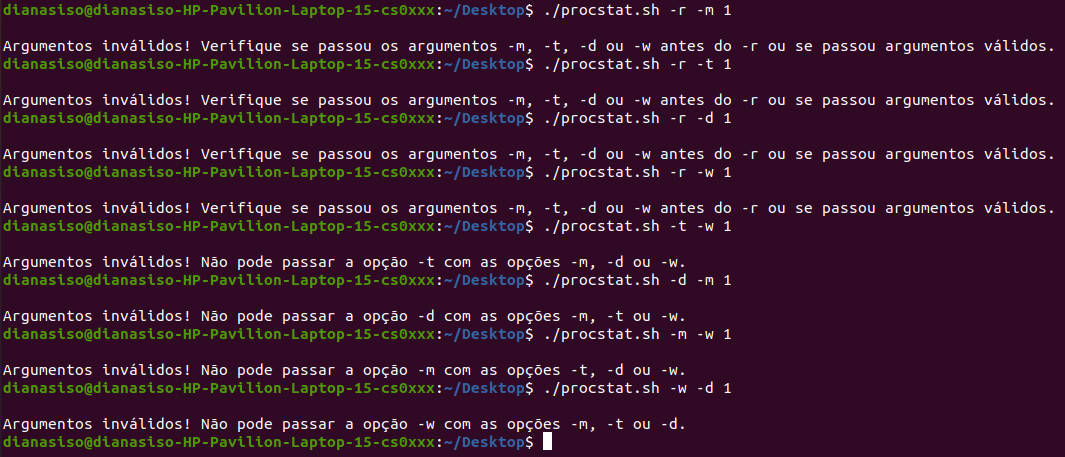 dianasiso@dianasiso-HP-Pavilion-Laptop-15-cs0xxx:~/Desktop$ ./procstat.sh -r -m 1
Argumentos inválidos! Verifique se passou os argumentos -m, -t, -d ou -w antes do -r ou se passou argumentos válidos.
dianasiso@dianasiso-HP-Pavilion-Laptop-15-cs0xxx:~/Desktop$ ./procstat.sh -r -t 1
Argumentos inválidos! Verifique se passou os argumentos -m, -t, -d ou -w antes do -r ou se passou argumentos válidos.
dianasiso@dianasiso-HP-Pavilion-Laptop-15-cs0xxx:~/Desktop$ ./procstat.sh -r -d 1
Argumentos inválidos! Verifique se passou os argumentos -m, -t, -d ou -w antes do -r ou se passou argumentos válidos.
dianasiso@dianasiso-HP-Pavilion-Laptop-15-cs0xxx:~/Desktop$ ./procstat.sh -r -w 1
Argumentos inválidos! Verifique se passou os argumentos -m, -t, -d ou -w antes do -r ou se passou argumentos válidos.
dianasiso@dianasiso-HP-Pavilion-Laptop-15-cs0xxx:~/Desktop$ ./procstat.sh -t -w 1
Argumentos inválidos! Não pode passar a opção -t com as opções -m, -d ou -w.
dianasiso@dianasiso-HP-Pavilion-Laptop-15-cs0xxx:~/Desktop$ ./procstat.sh -d -m 1
Argumentos inválidos! Não pode passar a opção -d com as opções -m, -t ou -w.
dianasiso@dianasiso-HP-Pavilion-Laptop-15-cs0xxx:~/Desktop$ ./procstat.sh -m -w 1
Argumentos inválidos! Não pode passar a opção -m com as opções -t, -d ou -w.
dianasiso@dianasiso-HP-Pavilion-Laptop-15-cs0xxx:~/Desktop$ ./procstat.sh -w -d 1
Argumentos inválidos! Não pode passar a opção -w com as opções -m, -t ou -d.
dianasiso@dianasiso-HP-Pavilion-Laptop-15-cs0xxx:~/Desktop$